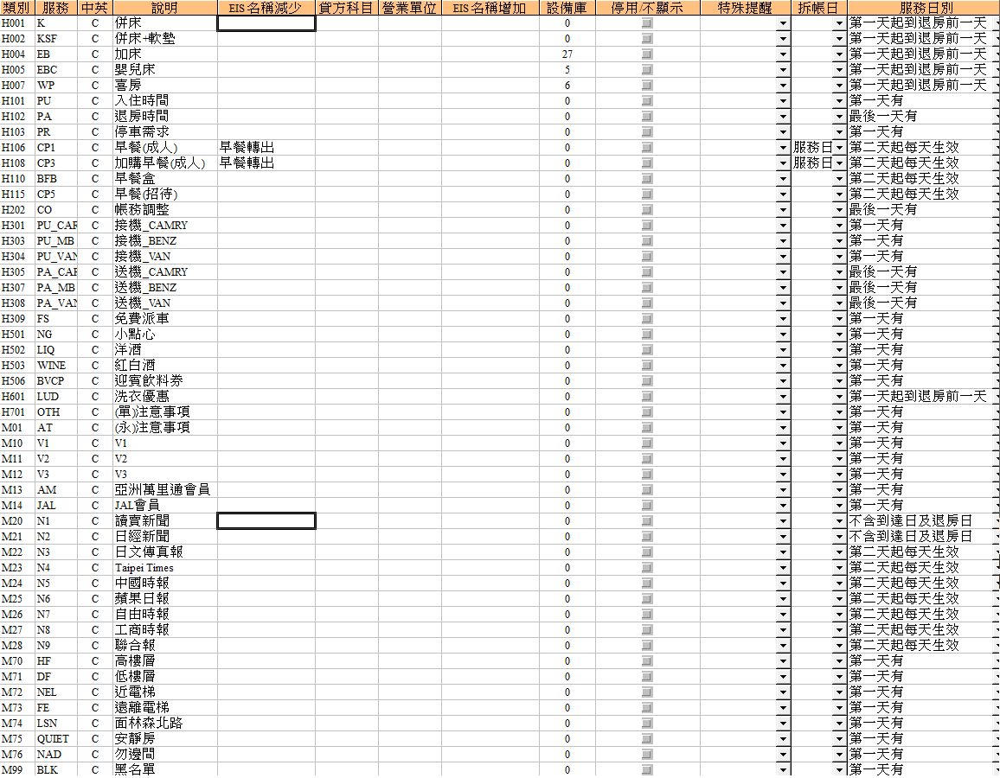 類別 服務 中英 說明 EIS名稱減少 貸方科目 營業單位 EIS名稱增加 設備庫 停用/不顯示 特殊提醒 拆帳日 服務日別
H001 K C 併床 0 第一天起到退房前一天
H002 KSF C 併床+軟墊 0 第一天起到退房前一天
H004 EB C 加床 27 第一天起到退房前一天
H005 EBC C 嬰兒床 5 第一天起到退房前一天
H007 WP C 喜房 6 第一天起到退房前一天
H101 PU C 入住時間 0 第一天有
H102 PA C 退房時間 0 最後一天有
H103 PR C 停車需求 0 第一天有
H106 CP1 C 早餐(成人) 早餐轉出 0 服務日 第二天起每天生效
H108 CP3 C 加購早餐(成人) 早餐轉出 0 服務日 第二天起每天生效
H110 BFB C 早餐盒 0 第二天起每天生效
H115 CP5 C 早餐(招待) 0 第二天起每天生效
H202 CO C 帳務調整 0 最後一天有
H301 PU_CAR C 接機_CAMRY 0 第一天有
H303 PU_MB C 接機_BENZ 0 第一天有
H304 PU_VAN C 接機_VAN 0 第一天有
H305 PA_CAR C 送機_CAMRY 0 最後一天有
H307 PA_MB C 送機_BENZ 0 最後一天有
H308 PA_VAN C 送機_VAN 0 最後一天有
H309 FS C 免費派車 0 第一天有
H501 NG C 小點心 0 第一天有
H502 LIQ C 洋酒 0 第一天有
H503 WINE C 紅白酒 0 第一天有
H506 BVCP C 迎賓飲料券 0 第一天有
H601 LUD C 洗衣優惠 0 第一天起到退房前一天
H701 OTH C (單)注意事項 0 第一天有
M01 AT C (永)注意事項 0 第一天有
M10 V1 C V1 0 第一天有
M11 V2 C V2 0 第一天有
M12 V3 C V3 0 第一天有
M13 AM C 亞洲萬里通會員 0 第一天有
M14 JAL C JAL會員 0 第一天有
M20 N1 C 讀賣新聞 0 不含到達日及退房日
M21 N2 C 日經新聞 0 不含到達日及退房日
M22 N3 C 日文傳真報 0 第二天起每天生效
M23 N4 C Taipei Times 0 第二天起每天生效
M24 N5 C 中國時報 0 第二天起每天生效
M25 N6 C 蘋果日報 0 第二天起每天生效
M26 N7 C 自由時報 0 第二天起每天生效
M27 N8 C 工商時報 0 第二天起每天生效
M28 N9 C 聯合報 0 第二天起每天生效
M70 HF C 高樓層 0 第一天有
M71 DF C 低樓層 0 第一天有
M72 NEL C 近電梯 0 第一天有
M73 FE C 遠離電梯 0 第一天有
M74 LSN C 面林森北路 0 第一天有
M75 QUIET C 安靜房 0 第一天有
M76 NAD C 勿邊間 0 第一天有
M99 BLK C 黑名單 0 第一天有